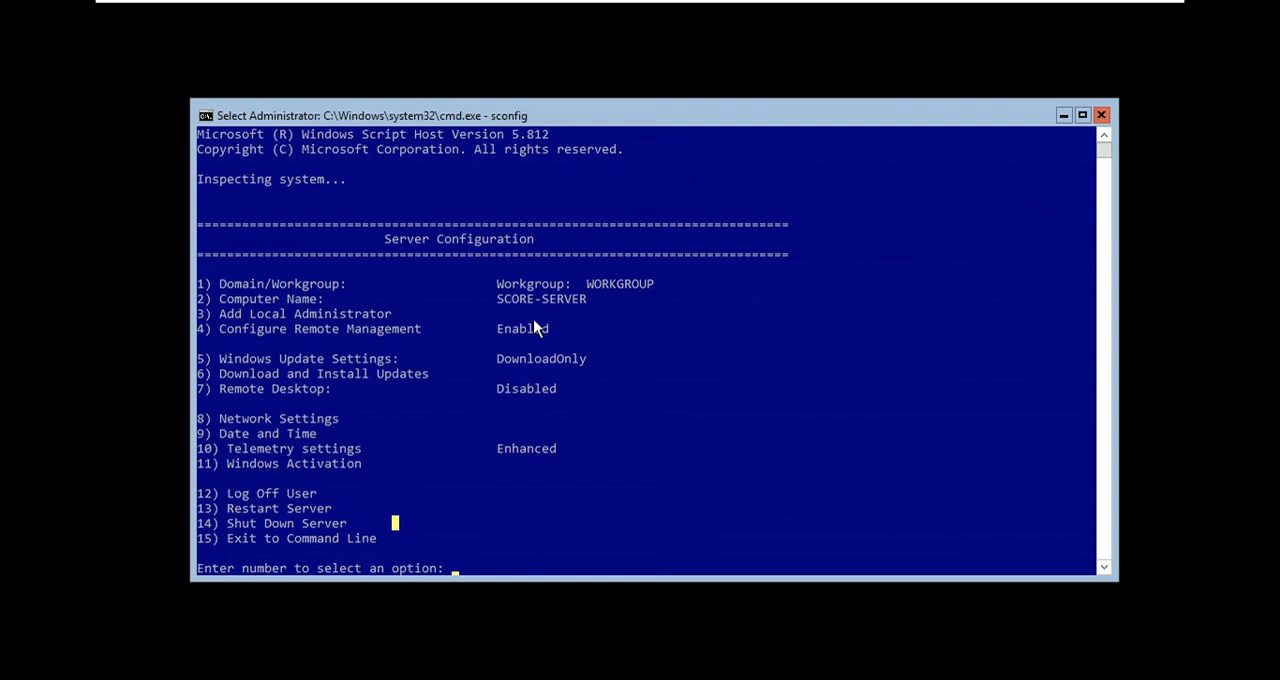 Select Administrator: C:\Windows\system32\cmd.exe - sconfig
Microsoft (R) Windows Script Host Version 5.812
Copyright (C) Microsoft Corporation. All rights reserved.
Inspecting system...
===============================================================================
Server Configuration
===============================================================================
1) Domain/Workgroup: Workgroup: WORKGROUP
2) Computer Name: SCORE-SERVER
3) Add Local Administrator
4) Configure Remote Management Enabled
5) Windows Update Settings: DownloadOnly
6) Download and Install Updates
7) Remote Desktop: Disabled
8) Network Settings
9) Date and Time
10) Telemetry settings Enhanced
11) Windows Activation
12) Log Off User
13) Restart Server
14) Shut Down Server
15) Exit to Command Line
Enter number to select an option: